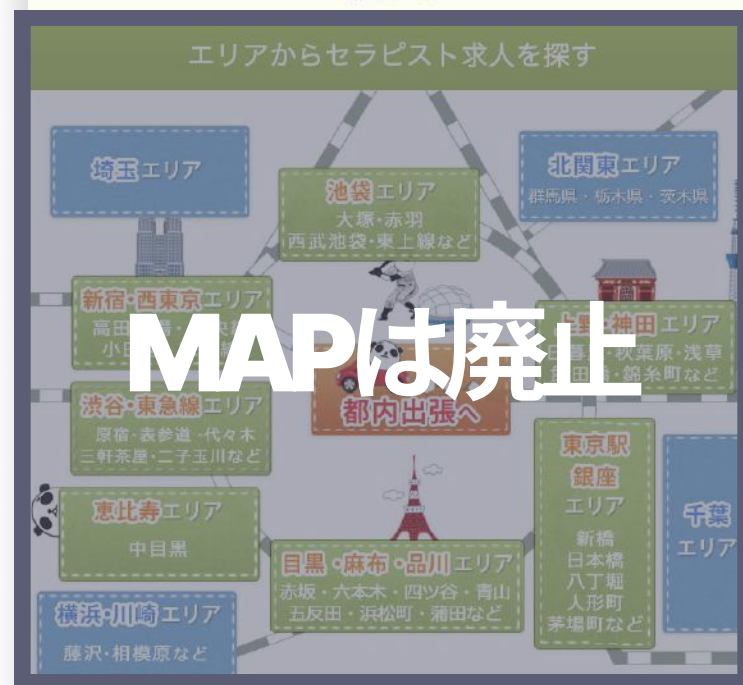 エリアからセラピスト求人を探す
埼玉エリア
北関東エリア
群馬県・栃木県・茨木県
池袋エリア
大塚・赤羽
西武池袋・東上線など
新宿・西東京エリア
上野・神田エリア
秋葉原・浅草
錦糸町など
MAPは廃止
都内出張へ
渋谷・東急線エリア
原宿・表参道・代々木
三軒茶屋・二子玉川など
恵比寿エリア
中目黒
東京駅
銀座
エリア
新橋
日本橋
八丁堀
人形町
茅場町など
千葉
エリア
目黒・麻布・品川エリア
赤坂・六本木・四ツ谷・青山
五反田・浜松町・蒲田など
横浜・川崎エリア
藤沢・相模原など